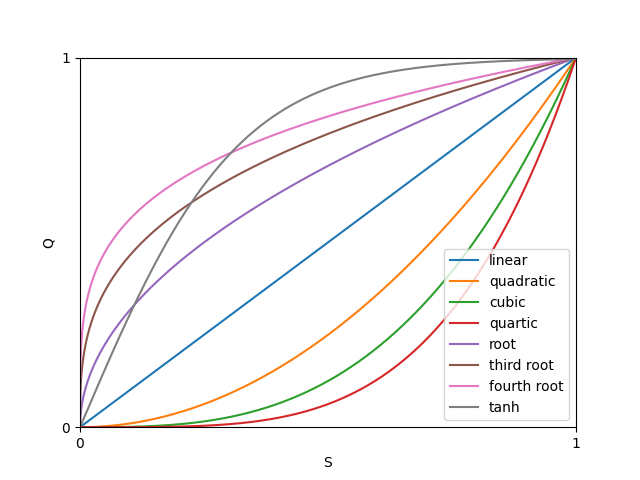 1
Q
linear
quadratic
cubic
quartic
root
third root
fourth root
tanh
0
0
1
S